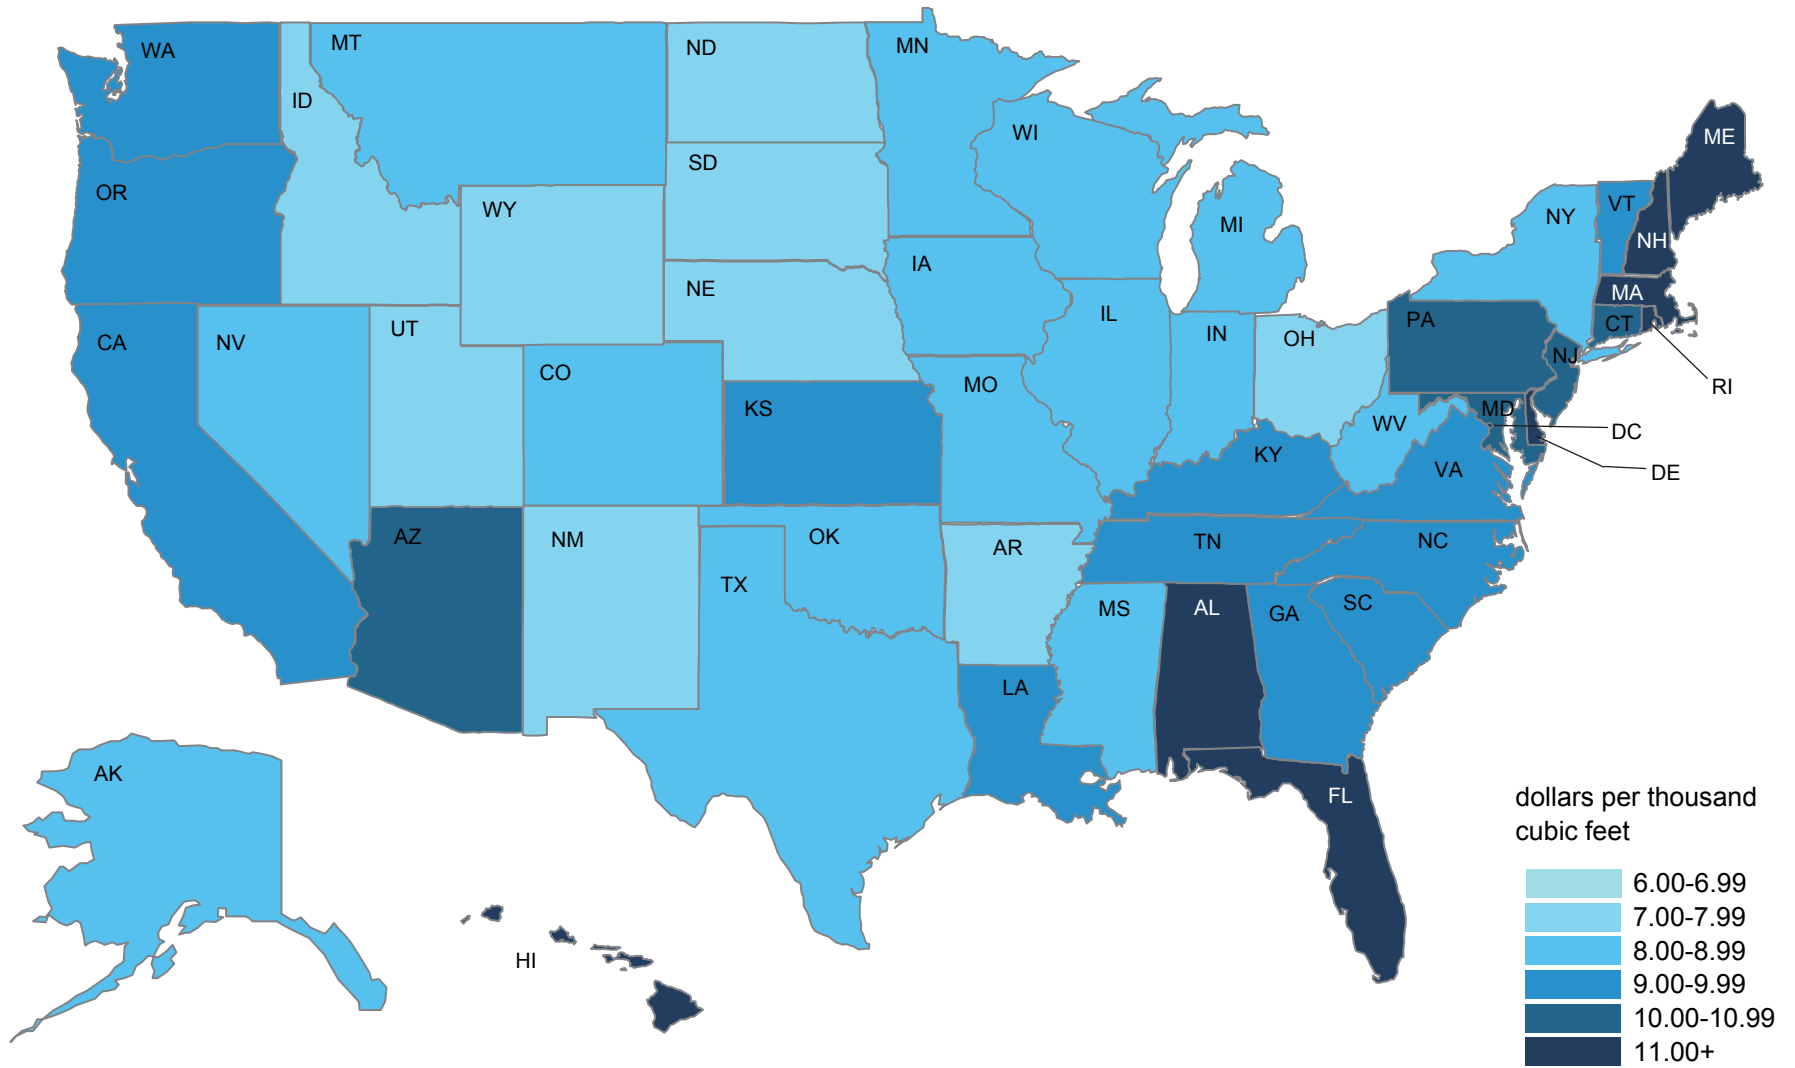 WA
MT
ND
MN
ID
WI
ME
SD
OR
WY
NY
VT
MI
NH
IA
NE
MA
IL
CT
PA
UT
IN
OH
CA
NV
NJ
CO
MO
RI
KS
MD
WV
DC
KY
VA
DE
AZ
NM
OK
AR
TN
NC
TX
MS
AL
GA
SC
LA
AK
FL
HI
dollars per thousand
cubic feet
6.00-6.99
7.00-7.99
8.00-8.99
9.00-9.99
10.00-10.99
11.00+